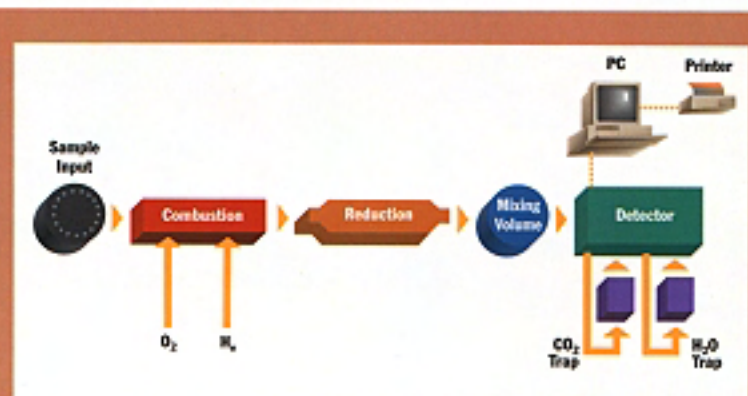 PC
Printer
Sample
Input
Combustion
Reduction
Mixing
Volume
Detector
O₂
Hₑ
CO₂
Trap
H₂O
Trap